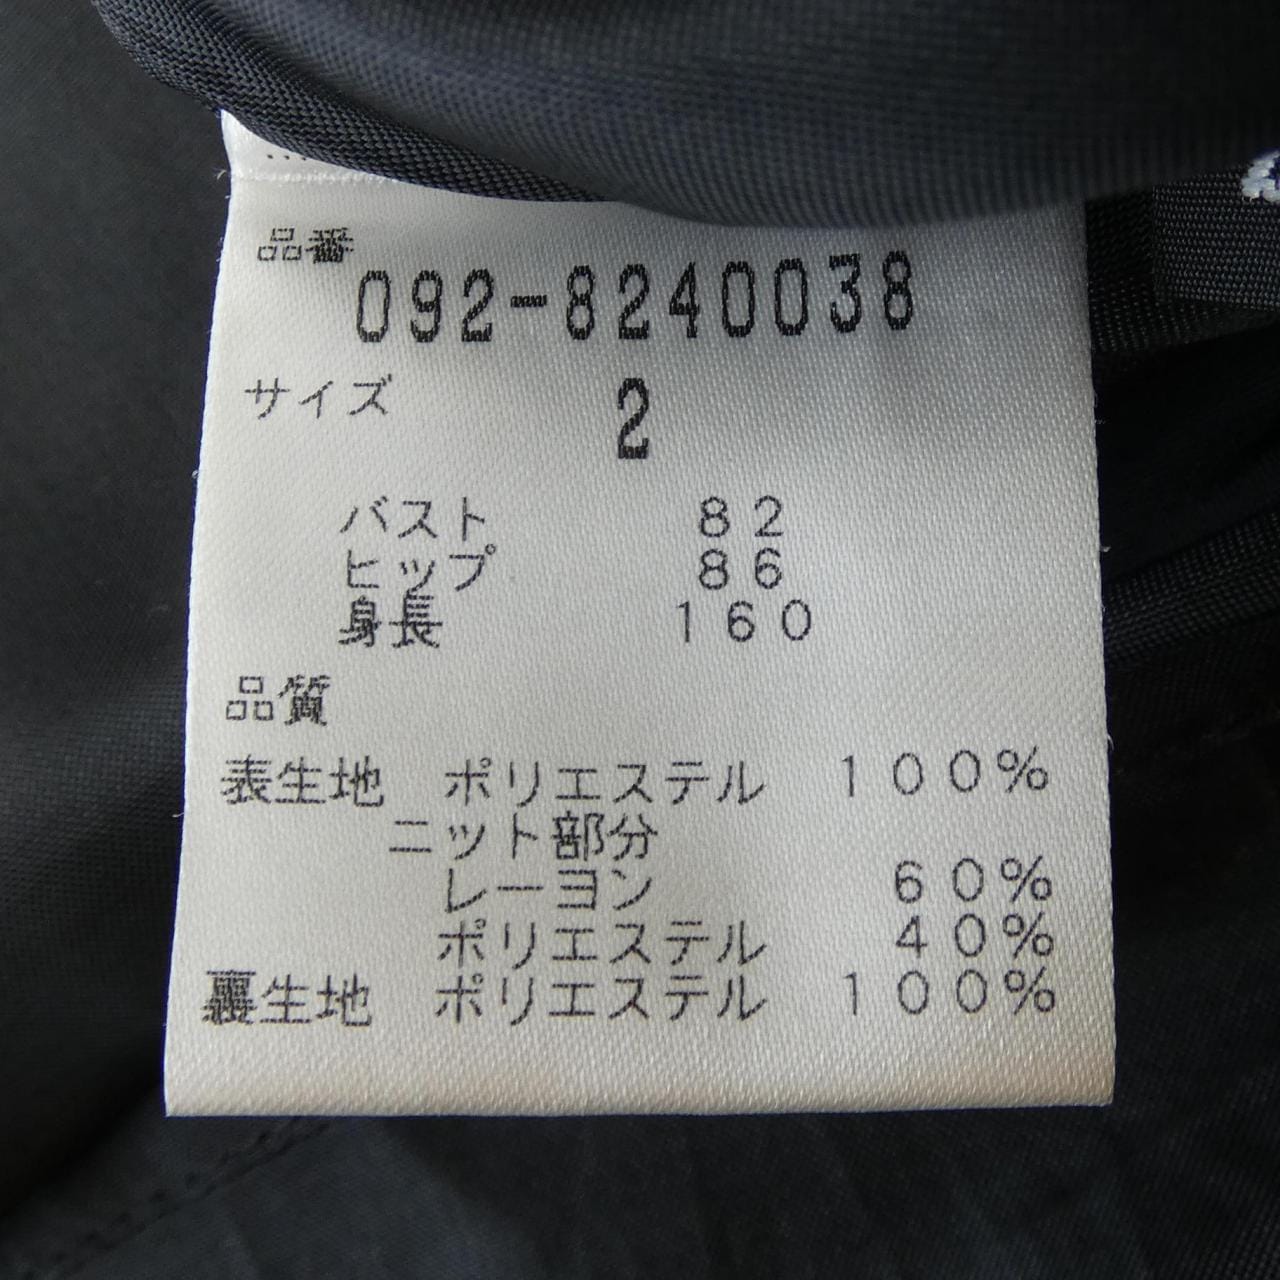 品番
092-8240038
サイズ 2
バスト 82
ヒップ 86
身長 160
品質
表生地 ポリエステル 100%
ニット部分
レーヨン 60%
ポリエステル 40%
裏生地 ポリエステル 100%